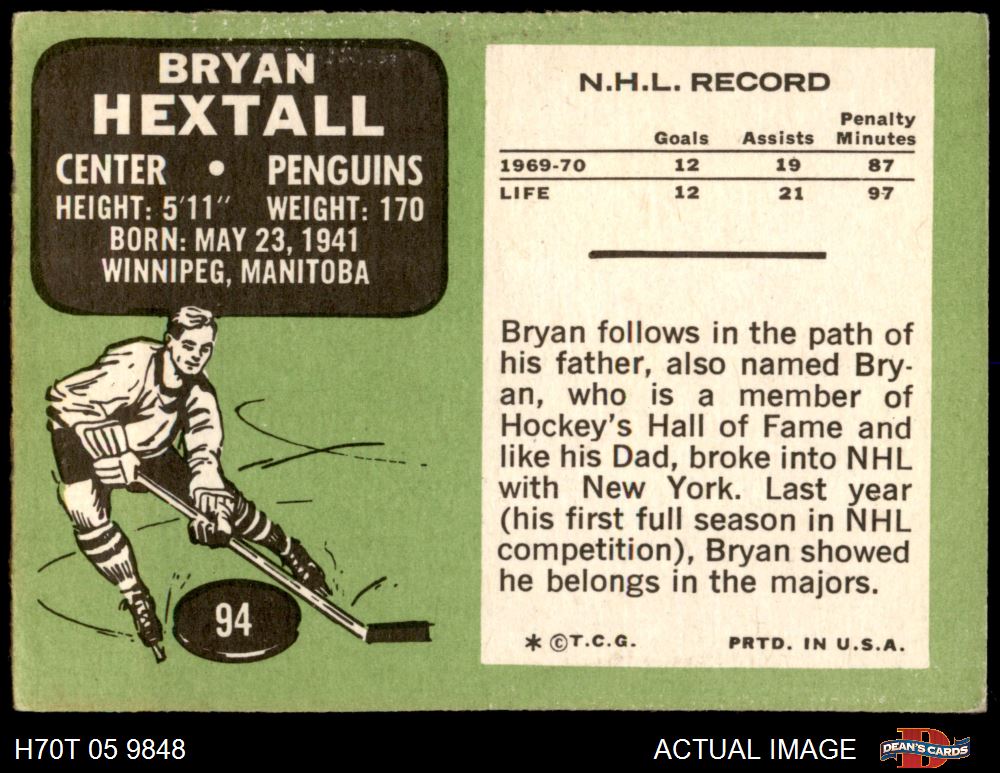 BRYAN
HEXTALL
CENTER • PENGUINS
HEIGHT: 5'11" WEIGHT: 170
BORN: MAY 23, 1941
WINNIPEG, MANITOBA
94
N.H.L. RECORD
Goals Assists Penalty Minutes
1969-70 12 19 87
LIFE 12 21 97
Bryan follows in the path of
his father, also named Bry-
an, who is a member of
Hockey's Hall of Fame and
like his Dad, broke into NHL
with New York. Last year
(his first full season in NHL
competition), Bryan showed
he belongs in the majors.
* ©T.C.G. PRTD. IN U.S.A.
H70T 05 9848 ACTUAL IMAGE DEAN'S CARDS